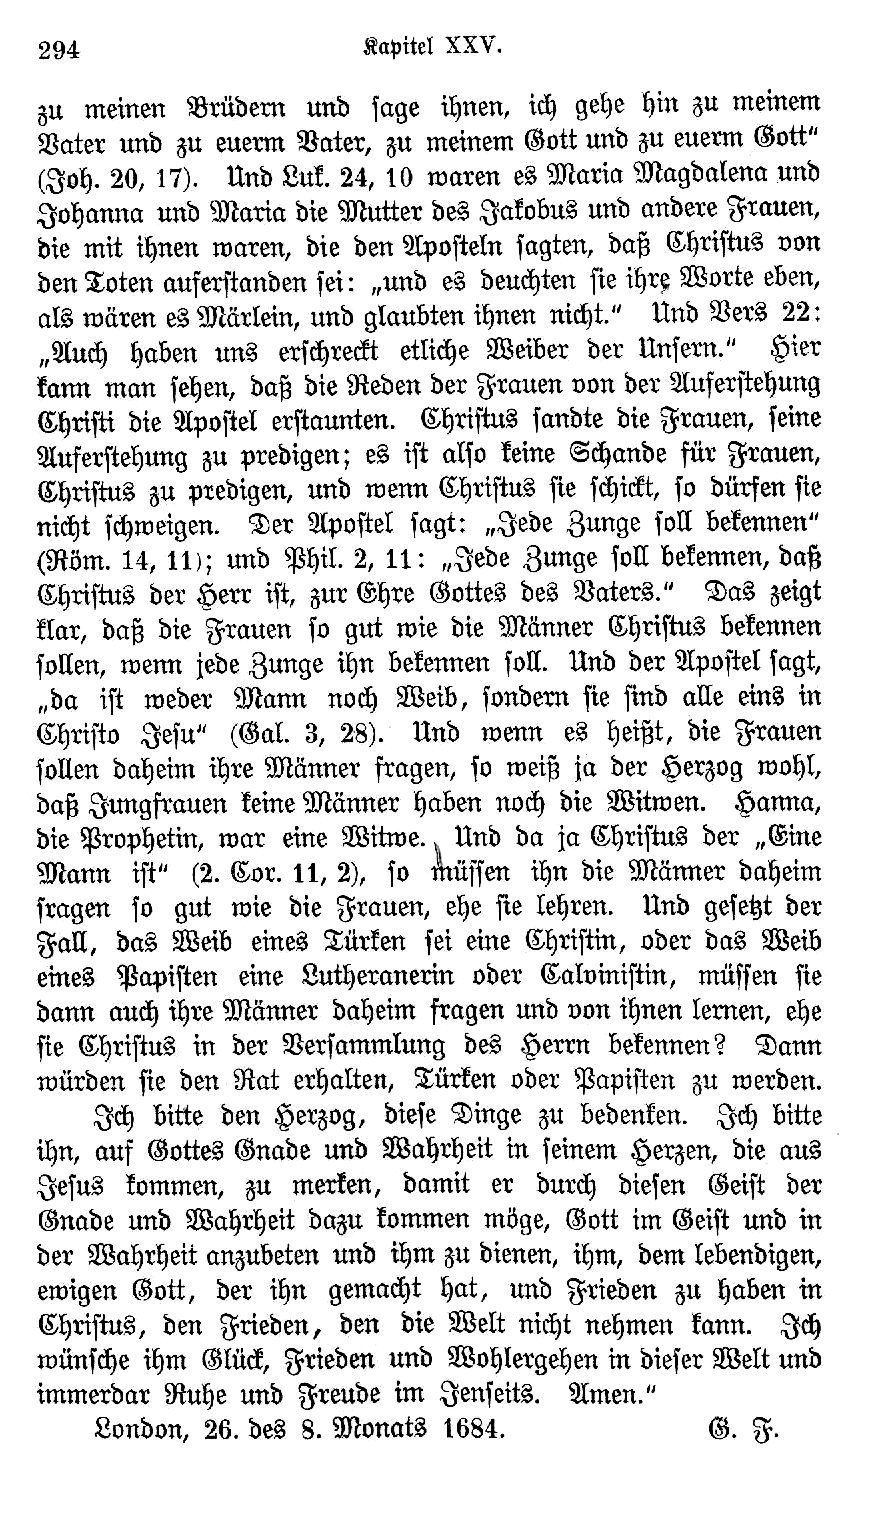 294
Kapitel XXV.
zu meinen Brüdern und sage ihnen, ich gehe hin zu meinem
Vater und zu euerm Vater, zu meinem Gott und zu euerm Gott“
(Joh. 20, 17). Und Luk. 24, 10 waren es Maria Magdalena und
Johanna und Maria die Mutter des Jakobus und andere Frauen,
die mit ihnen waren, die den Aposteln sagten, daß Christus von
den Toten auferstanden sei: „und es deuchten sie ihre Worte eben,
als wären es Märlein, und glaubten ihnen nicht.“ Und Vers 22:
„Auch haben uns erschreckt etliche Weiber der Unsern.“ Hier
kann man sehen, daß die Reden der Frauen von der Auferstehung
Christi die Apostel erstaunten. Christus sandte die Frauen, seine
Auferstehung zu predigen; es ist also keine Schande für Frauen,
Christus zu predigen, und wenn Christus sie schickt, so dürfen sie
nicht schweigen. Der Apostel sagt: „Jede Zunge soll bekennen“
(Röm. 14, 11); und Phil. 2, 11: „Jede Zunge soll bekennen, daß
Christus der Herr ist, zur Ehre Gottes des Vaters.“ Das zeigt
klar, daß die Frauen so gut wie die Männer Christus bekennen
sollen, wenn jede Zunge ihn bekennen soll. Und der Apostel sagt,
„da ist weder Mann noch Weib, sondern sie sind alle eins in
Christo Jesu“ (Gal. 3, 28). Und wenn es heißt, die Frauen
sollen daheim ihre Männer fragen, so weiß ja der Herzog wohl,
daß Jungfrauen keine Männer haben noch die Witwen. Hanna,
die Prophetin, war eine Witwe. Und da ja Christus der „Eine
Mann ist“ (2. Cor. 11, 2), so müssen ihn die Männer daheim
fragen so gut wie die Frauen, ehe sie lehren. Und gesetzt der
Fall, das Weib eines Türken sei eine Christin, oder das Weib
eines Papisten eine Lutheranerin oder Calvinistin, müssen sie
dann auch ihre Männer daheim fragen und von ihnen lernen, ehe
sie Christus in der Versammlung des Herrn bekennen? Dann
würden sie den Rat erhalten, Türken oder Papisten zu werden.
Ich bitte den Herzog, diese Dinge zu bedenken. Ich bitte
ihn, auf Gottes Gnade und Wahrheit in seinem Herzen, die aus
Jesus kommen, zu merken, damit er durch diesen Geist der
Gnade und Wahrheit dazu kommen möge, Gott im Geist und in
der Wahrheit anzubeten und ihm zu dienen, ihm, dem lebendigen,
ewigen Gott, der ihn gemacht hat, und Frieden zu haben in
Christus, den Frieden, den die Welt nicht nehmen kann. Ich
wünsche ihm Glück, Frieden und Wohlergehen in dieser Welt und
immerdar Ruhe und Freude im Jenseits. Amen.“
London, 26. des 8. Monats 1684. G. F.